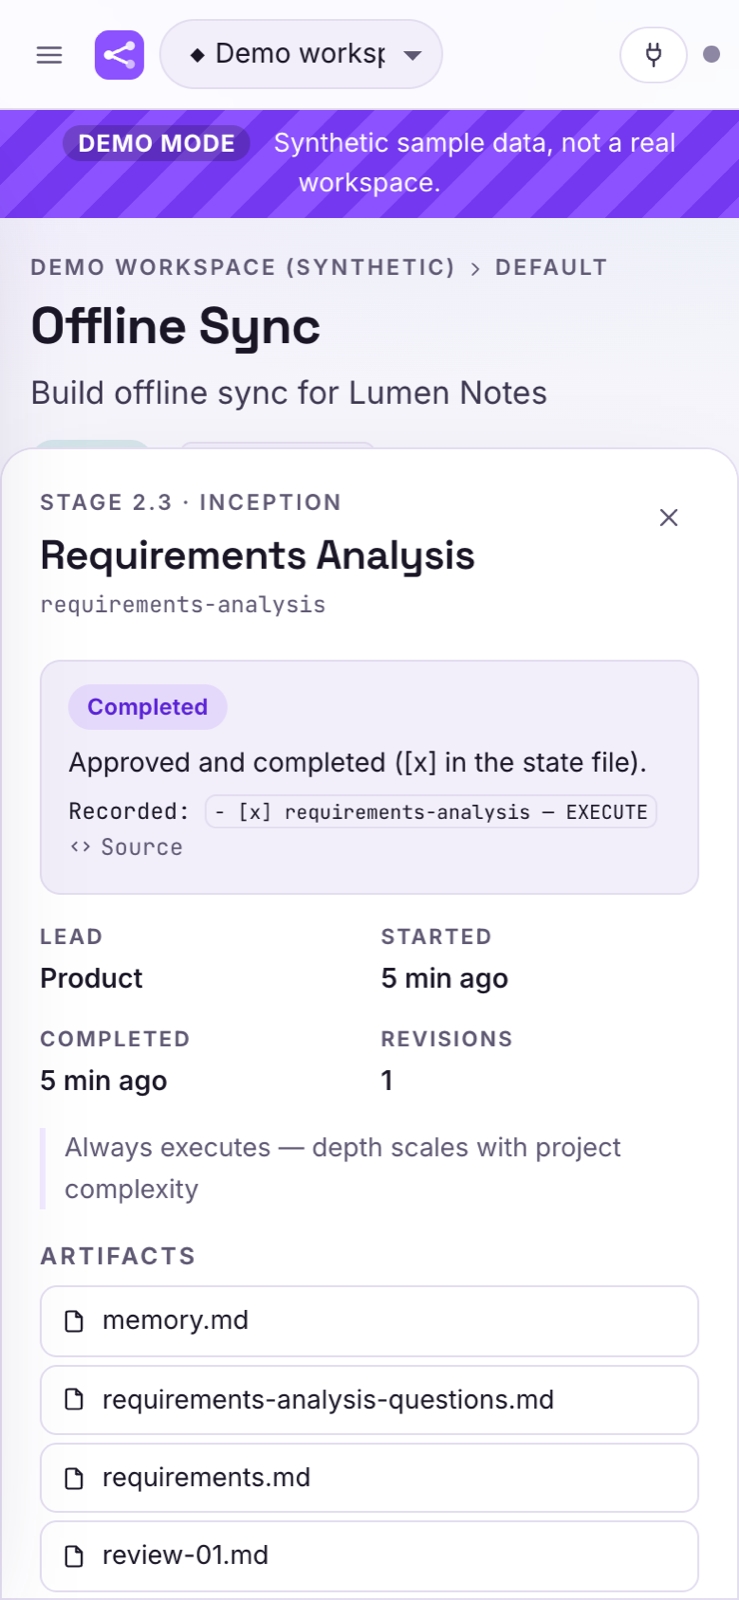 ◆ Demo worksp
DEMO MODE Synthetic sample data, not a real
workspace.
DEMO WORKSPACE (SYNTHETIC) > DEFAULT
Offline Sync
Build offline sync for Lumen Notes
STAGE 2.3 · INCEPTION
Requirements Analysis
requirements-analysis
Completed
Approved and completed ([x] in the state file).
Recorded: - [x] requirements-analysis — EXECUTE
<> Source
LEAD STARTED
Product 5 min ago
COMPLETED REVISIONS
5 min ago 1
Always executes — depth scales with project
complexity
ARTIFACTS
memory.md
requirements-analysis-questions.md
requirements.md
review-01.md